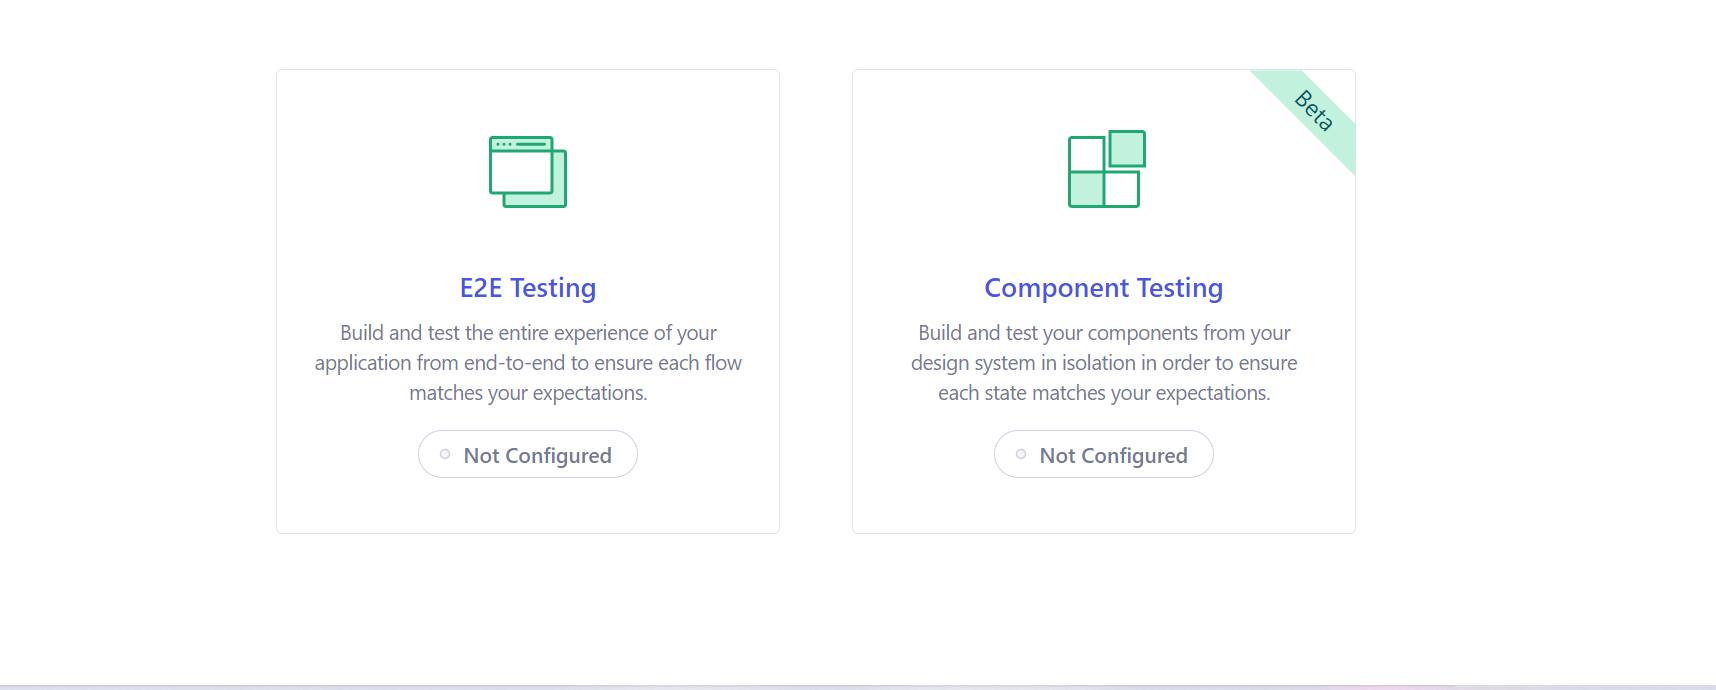 Beta
E2E Testing
Build and test the entire experience of your
application from end-to-end to ensure each flow
matches your expectations.
Not Configured
Component Testing
Build and test your components from your
design system in isolation in order to ensure
each state matches your expectations.
Not Configured